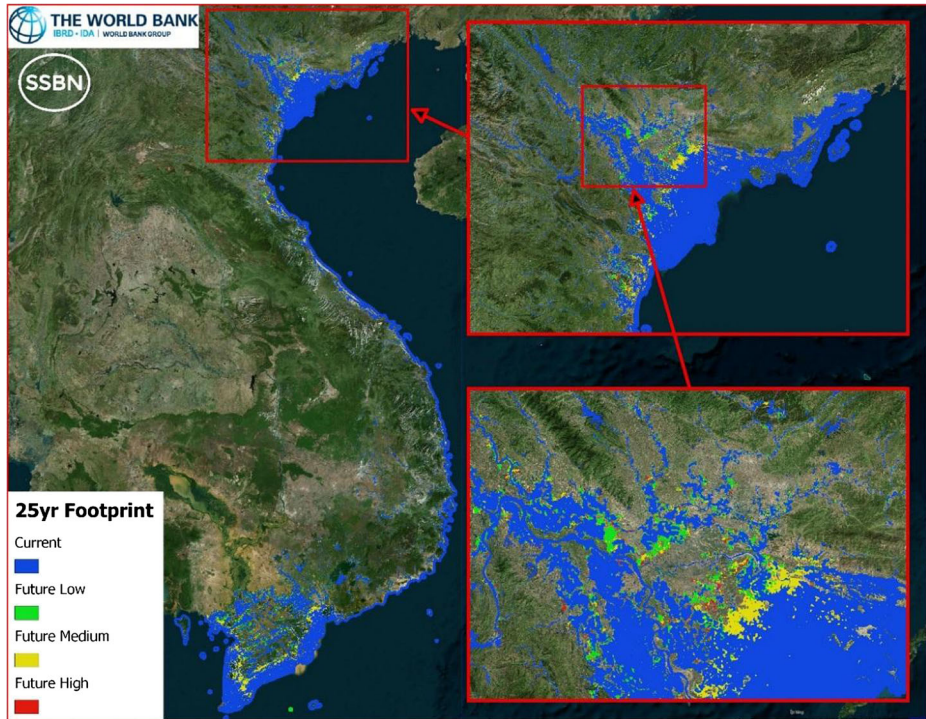 THE WORLD BANK
IBRD • IDA | WORLD BANK GROUP
SSBN
25yr Footprint
Current
Future Low
Future Medium
Future High